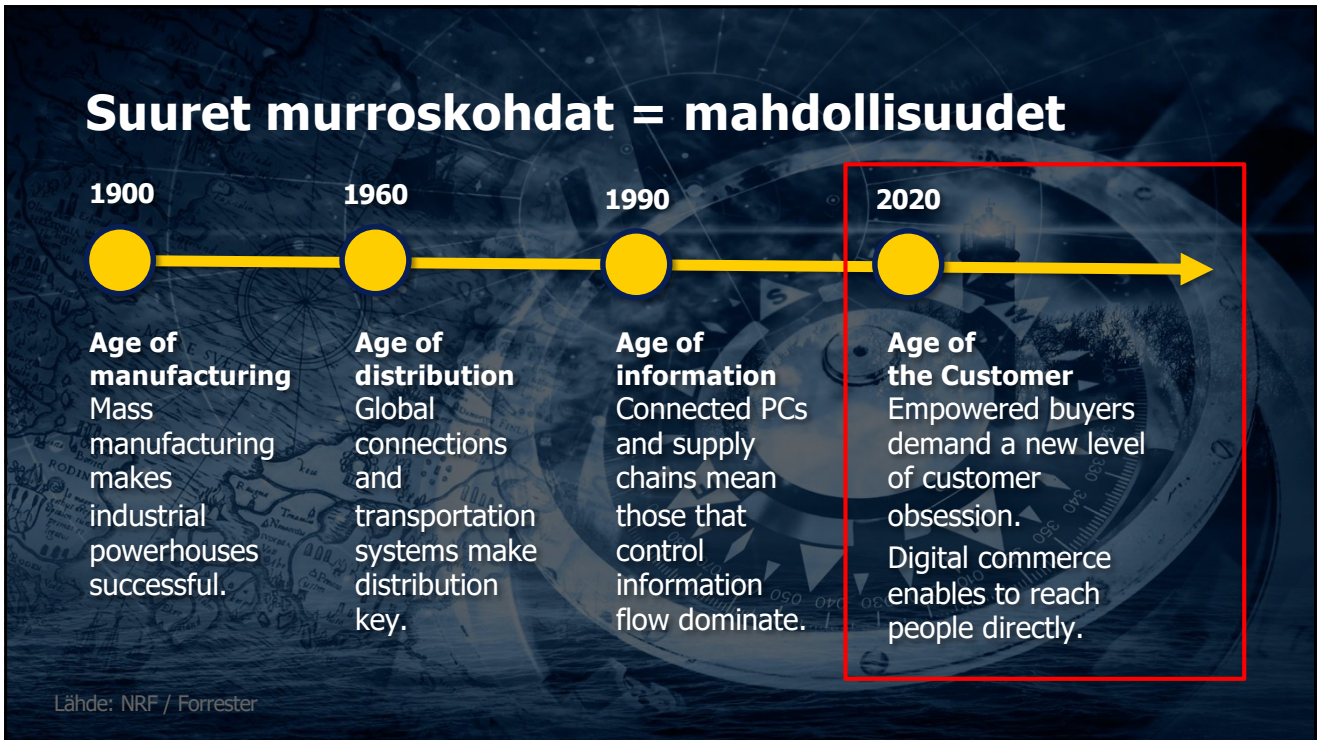 Suuret murroskohdat = mahdollisuudet
1900
1960
1990
2020
Age of
manufacturing
Mass
manufacturing
makes
industrial
powerhouses
successful.
Age of
distribution
Global
connections
and
transportation
systems make
distribution
key.
Age of
information
Connected PCs
and supply
chains mean
those that
control
information
flow dominate.
Age of
the Customer
Empowered buyers
demand a new level
of customer
obsession.
Digital commerce
enables to reach
people directly.
Lähde: NRF / Forrester